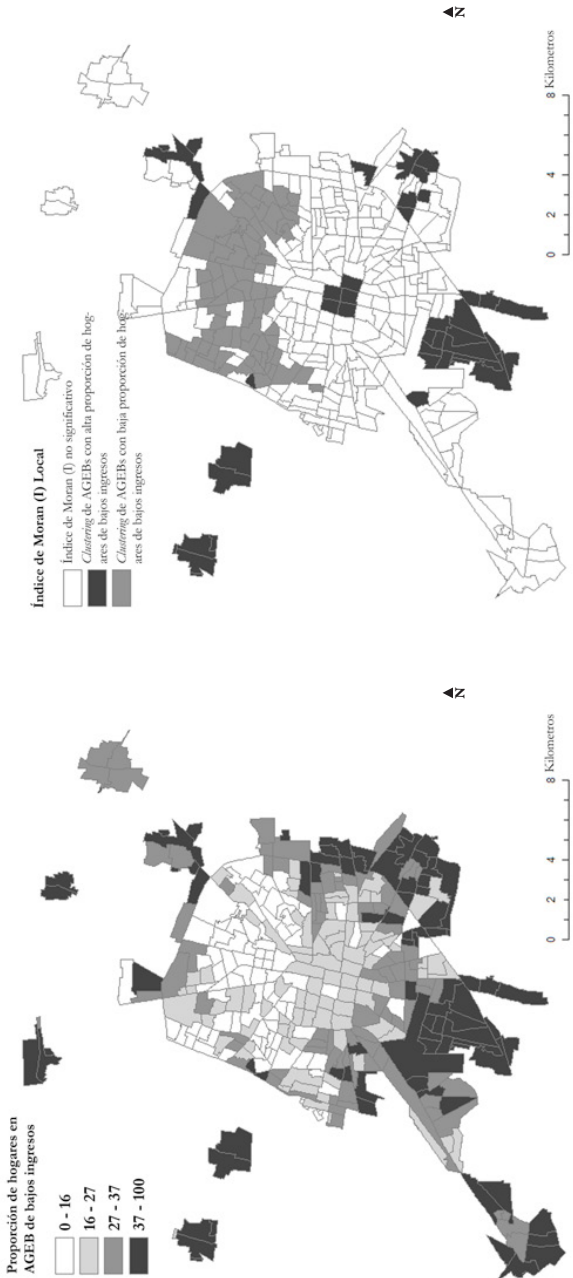 Índice de Moran (I) Local
Índice de Moran (I) no significativo
Clustering de AGEBs con alta proporción de hog-
ares de bajos ingresos
Clustering de AGEBs con baja proporción de hog-
ares de bajos ingresos
N
8 Kilometros
0 2 4
Proporción de hogares en
AGEB de bajos ingresos
0 - 16
16 - 27
27 - 37
37 - 100
N
8 Kilometros
0 2 4